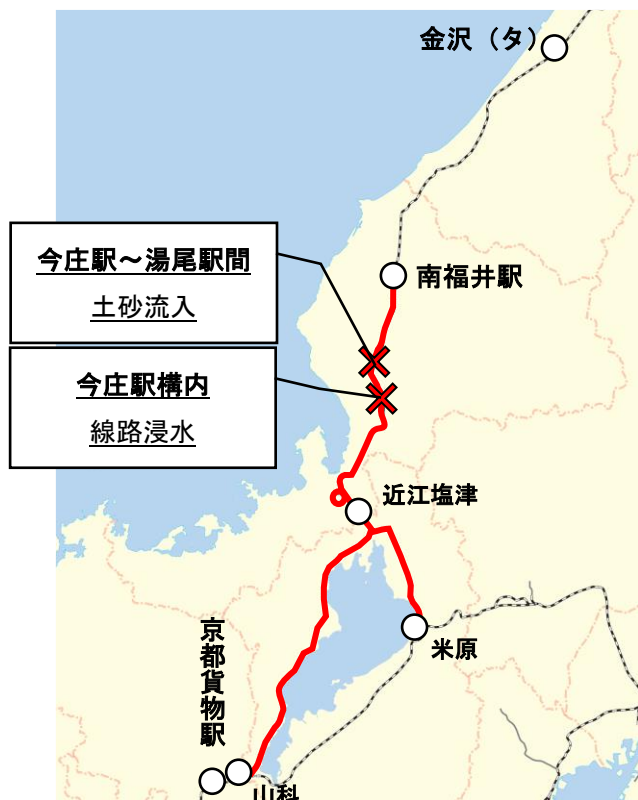 金沢（タ）
今庄駅～湯尾駅間
土砂流入
南福井駅
今庄駅構内
線路浸水
近江塩津
京都貨物駅
米原
山科